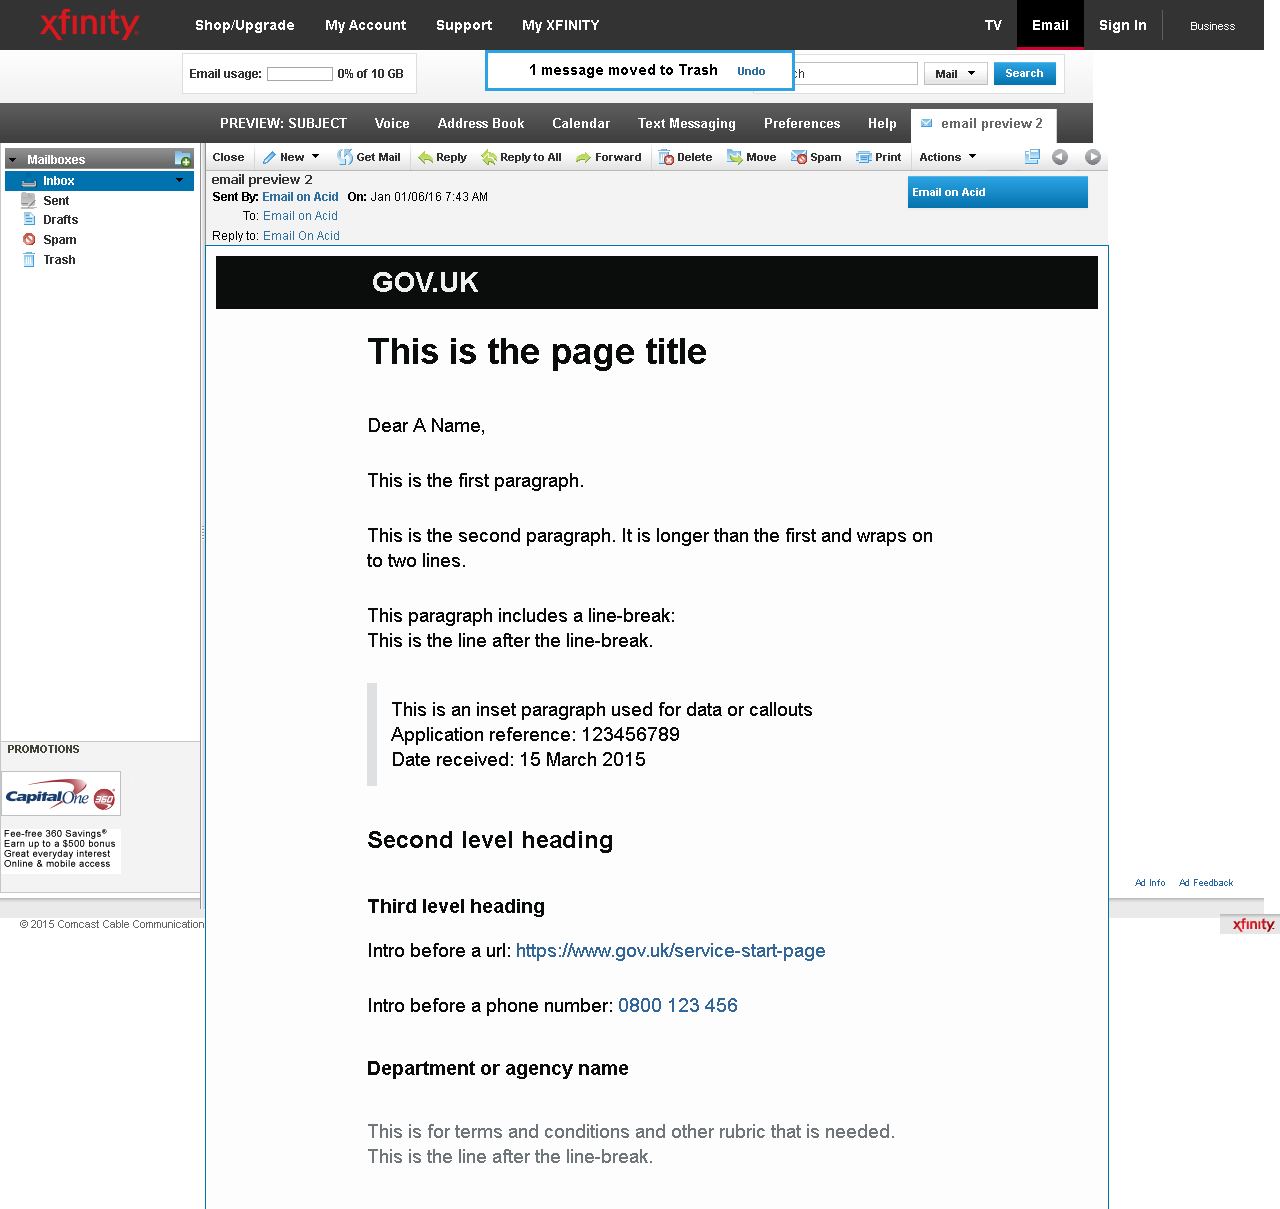 xfinity. Shop/Upgrade My Account Support My XFINITY TV Email Sign In Business
Email usage: 0% of 10 GB 1 message moved to Trash Undo Mail Search
PREVIEW: SUBJECT Voice Address Book Calendar Text Messaging Preferences Help email preview 2
Mailboxes
Inbox
Sent
Drafts
Spam
Trash
Close New Get Mail Reply Reply to All Forward Delete Move Spam Print Actions
email preview 2
Sent By: Email on Acid On: Jan 01/06/16 7:43 AM
To: Email on Acid
Reply to: Email On Acid
Email on Acid
GOV.UK
This is the page title
Dear A Name,
This is the first paragraph.
This is the second paragraph. It is longer than the first and wraps on
to two lines.
This paragraph includes a line-break:
This is the line after the line-break.
This is an inset paragraph used for data or callouts
Application reference: 123456789
Date received: 15 March 2015
Second level heading
Third level heading
Intro before a url: https://www.gov.uk/service-start-page
Intro before a phone number: 0800 123 456
Department or agency name
This is for terms and conditions and other rubric that is needed.
This is the line after the line-break.
PROMOTIONS
Capital One 360
Fee-free 360 Savings®
Earn up to a $500 bonus
Great everyday interest
Online & mobile access
Ad Info Ad Feedback
© 2015 Comcast Cable Communication
xfinity.